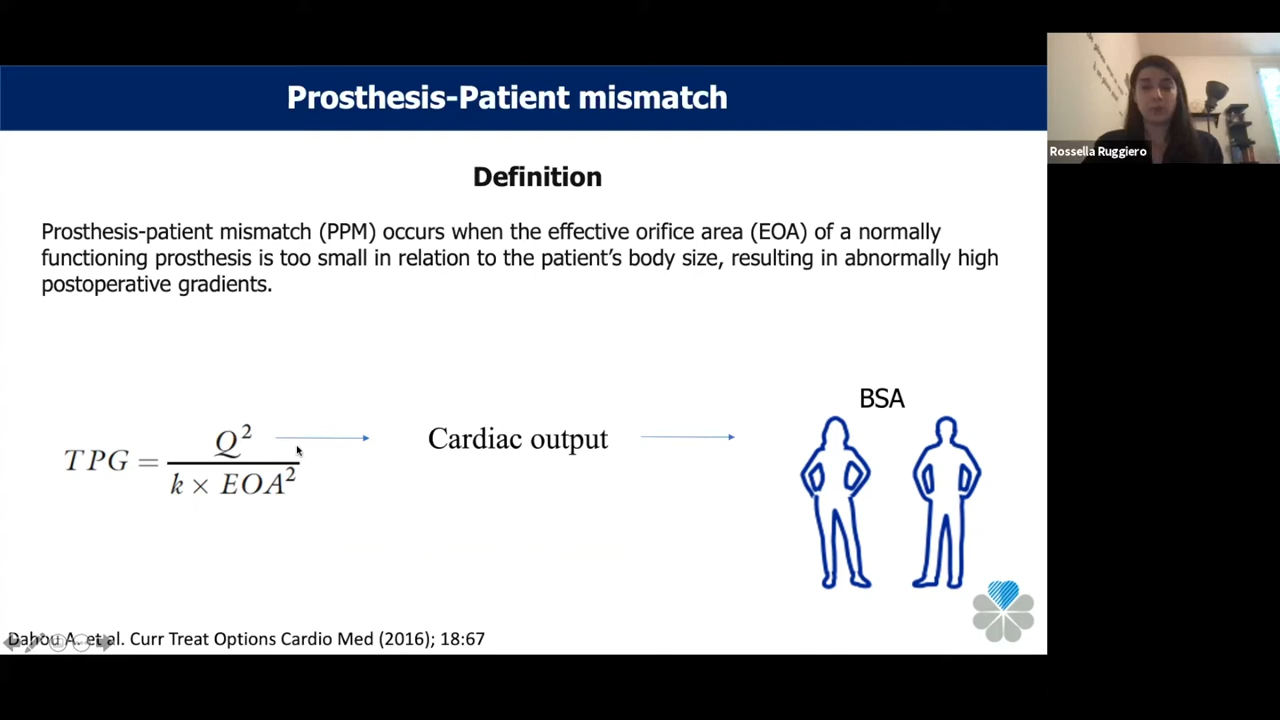 Prosthesis-Patient mismatch
Rossella Ruggiero
Definition
Prosthesis-patient mismatch (PPM) occurs when the effective orifice area (EOA) of a normally
functioning prosthesis is too small in relation to the patient's body size, resulting in abnormally high
postoperative gradients.
BSA
TPG = Q² / k × EOA²
Cardiac output
Dahou A. et al. Curr Treat Options Cardio Med (2016); 18:67